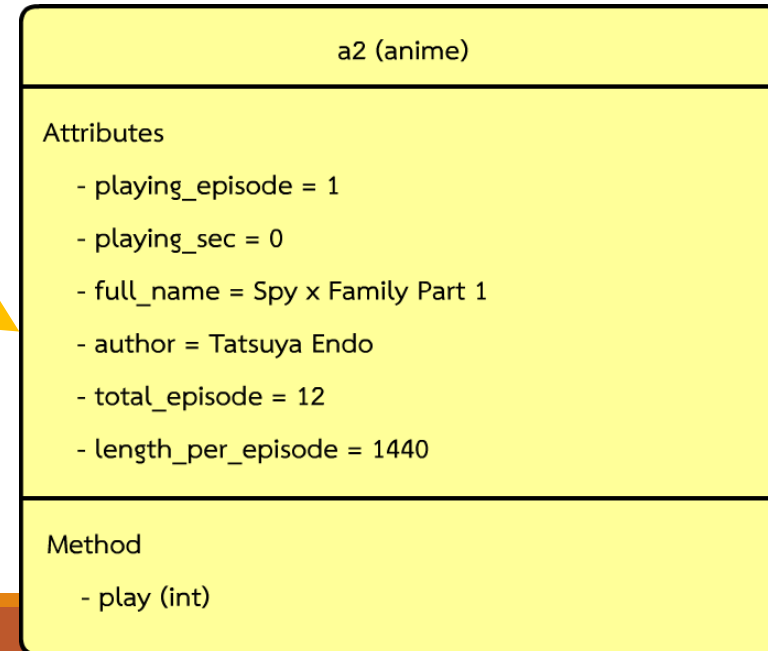 a2 (anime)
Attributes
- playing_episode = 1
- playing_sec = 0
- full_name = Spy x Family Part 1
- author = Tatsuya Endo
- total_episode = 12
- length_per_episode = 1440
Method
- play (int)